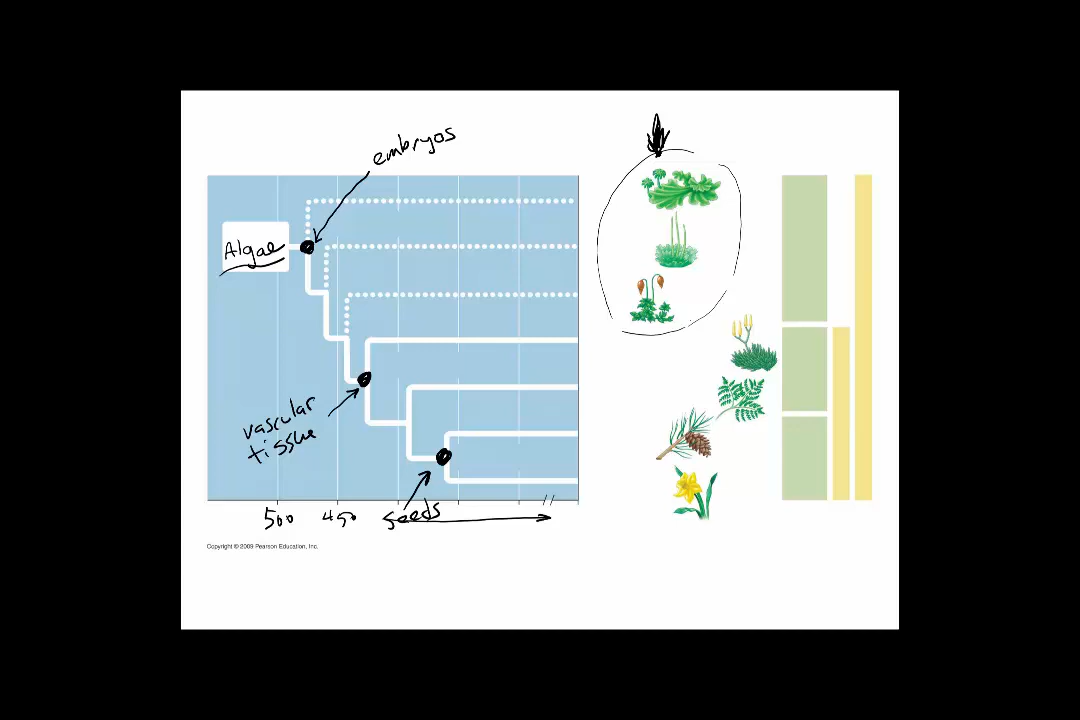 embryos
Algae
vascular
tissue
500 450 seeds
Copyright © 2009 Pearson Education, Inc.